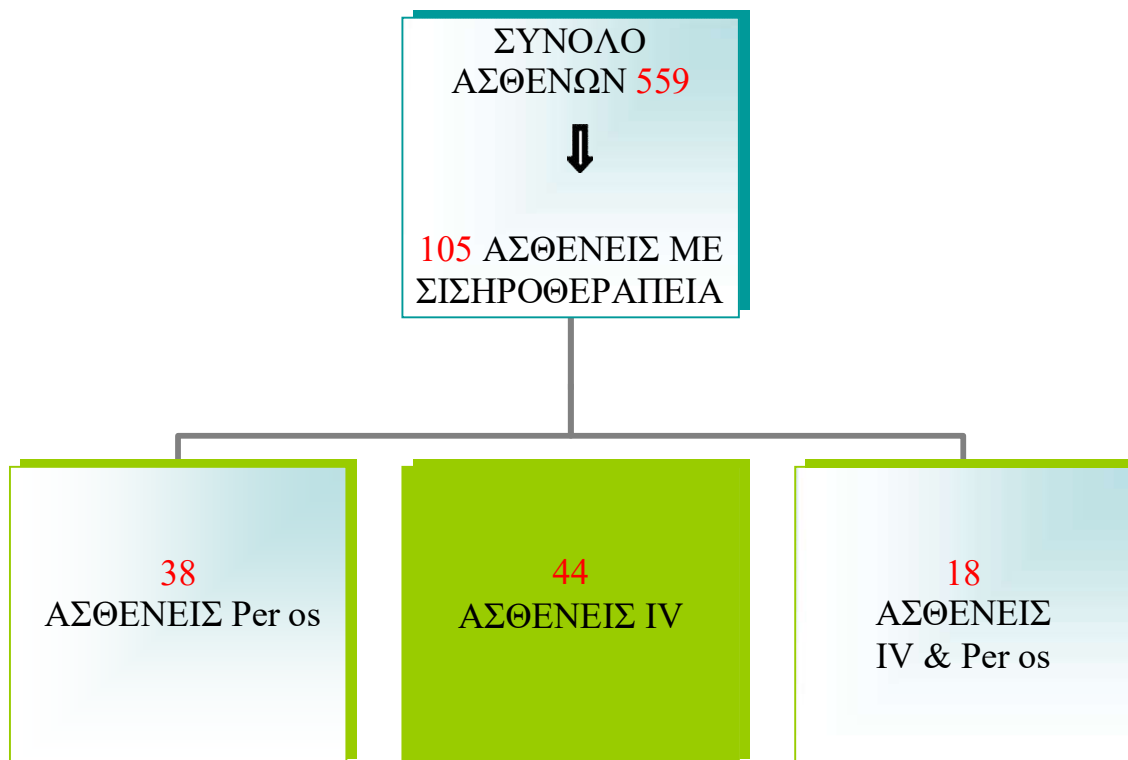 ΣΥΝΟΛΟ
ΑΣΘΕΝΩΝ 559
⇓
105 ΑΣΘΕΝΕΙΣ ΜΕ
ΣΙΣΗΡΟΘΕΡΑΠΕΙΑ
38
ΑΣΘΕΝΕΙΣ Per os
44
ΑΣΘΕΝΕΙΣ IV
18
ΑΣΘΕΝΕΙΣ
IV & Per os